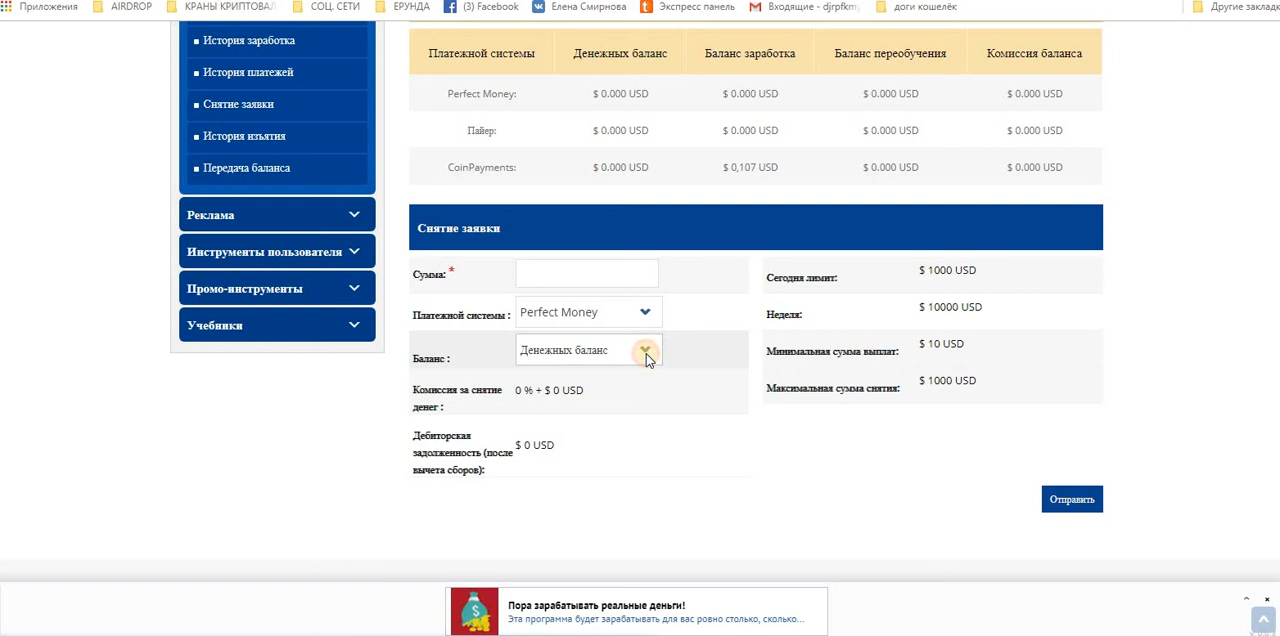 Приложения AIRDROP КРАНЫ КРИПТОВАЛ СОЦ. СЕТИ ЕРУНДА (3) Facebook Елена Смирнова Экспресс панель Входящие - djrpfkm доги кошелёк Другие заклад
История заработка
История платежей
Снятие заявки
История изъятия
Передача баланса
Реклама
Инструменты пользователя
Промо-инструменты
Учебники
Платежной системы Денежных баланс Баланс заработка Баланс переобучения Комиссия баланса
Perfect Money: $ 0.000 USD $ 0.000 USD $ 0.000 USD $ 0.000 USD
Пайер: $ 0.000 USD $ 0.000 USD $ 0.000 USD $ 0.000 USD
CoinPayments: $ 0.000 USD $ 0,107 USD $ 0.000 USD $ 0.000 USD
Снятие заявки
Сумма: *
Платежной системы : Perfect Money
Баланс : Денежных баланс
Комиссия за снятие
денег :
0 % + $ 0 USD
Дебиторская
задолженность (после
вычета сборов):
$ 0 USD
Сегодня лимит: $ 1000 USD
Неделя: $ 10000 USD
Минимальная сумма выплат: $ 10 USD
Максимальная сумма снятия: $ 1000 USD
Отправить
Пора зарабатывать реальные деньги!
Эта программа будет зарабатывать для вас ровно столько, сколько...